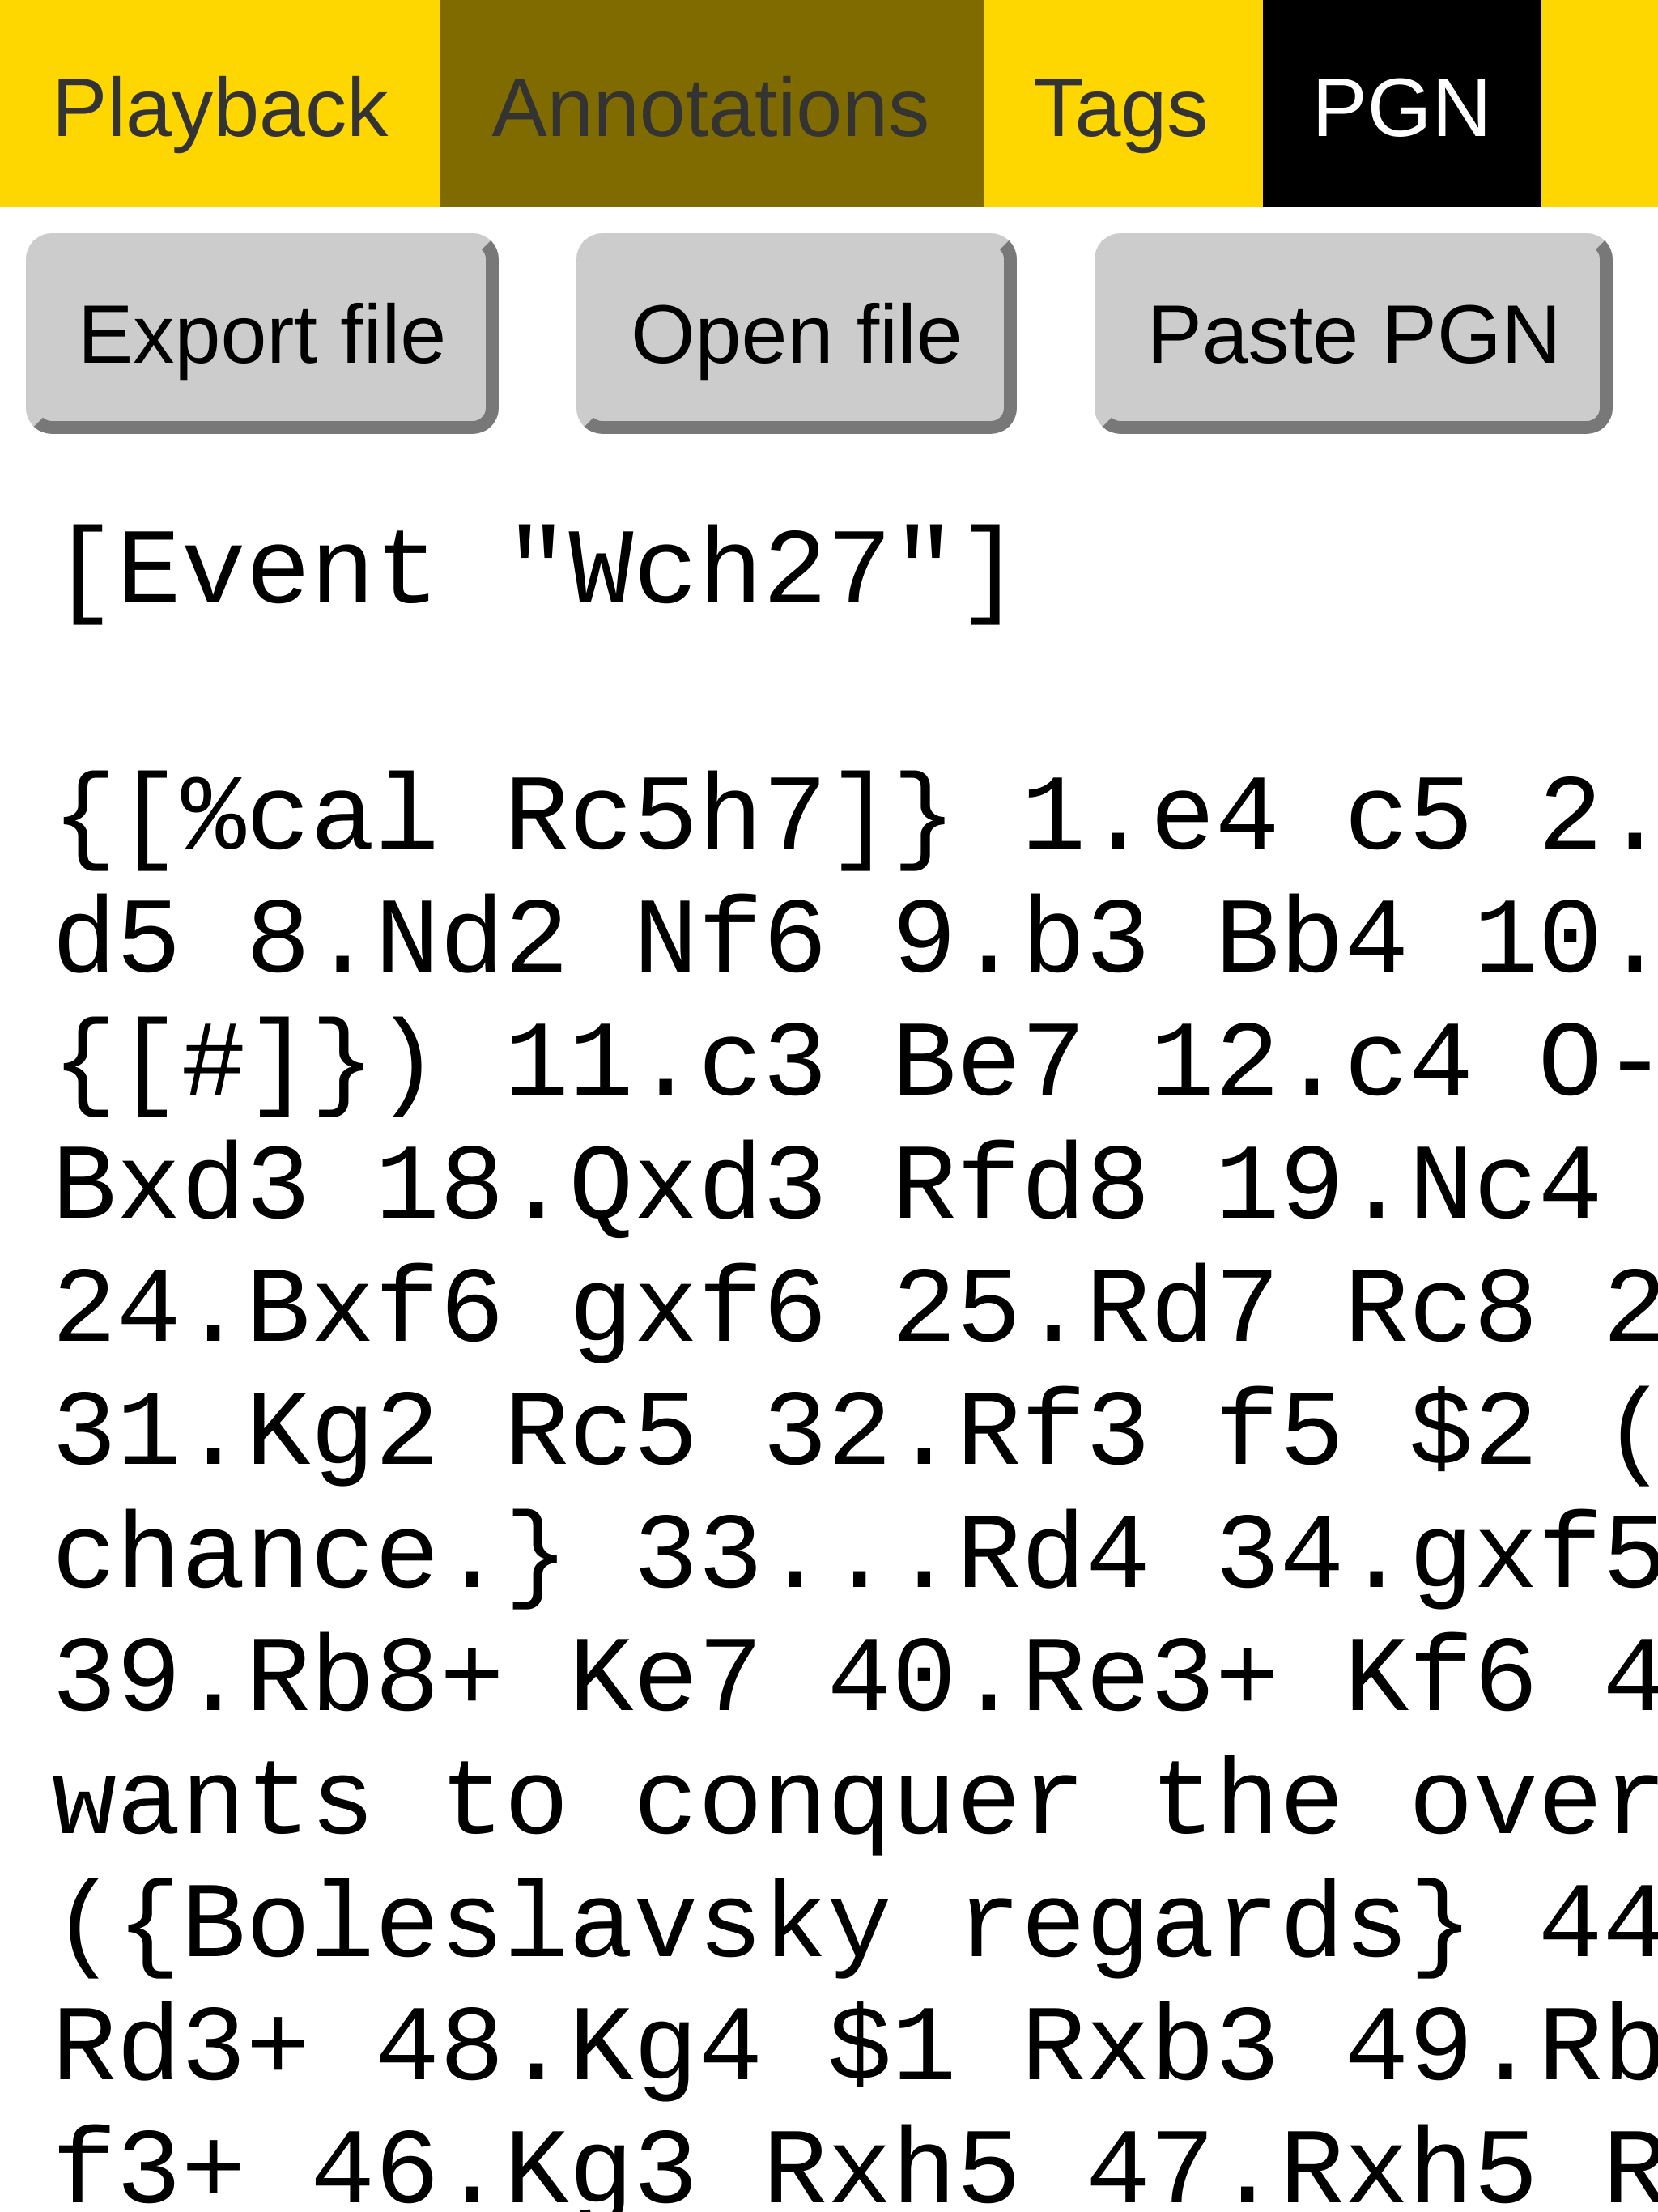 Playback Annotations Tags PGN
Export file Open file Paste PGN
[Event "Wch27"]
{[%cal Rc5h7]} 1.e4 c5 2.
d5 8.Nd2 Nf6 9.b3 Bb4 10.
{[#]}) 11.c3 Be7 12.c4 O-
Bxd3 18.Qxd3 Rfd8 19.Nc4
24.Bxf6 gxf6 25.Rd7 Rc8 2
31.Kg2 Rc5 32.Rf3 f5 $2 (
chance.} 33...Rd4 34.gxf5
39.Rb8+ Ke7 40.Re3+ Kf6 4
wants to conquer the over
({Boleslavsky regards} 44
Rd3+ 48.Kg4 $1 Rxb3 49.Rb
f3+ 46.Kg3 Rxh5 47.Rxh5 R